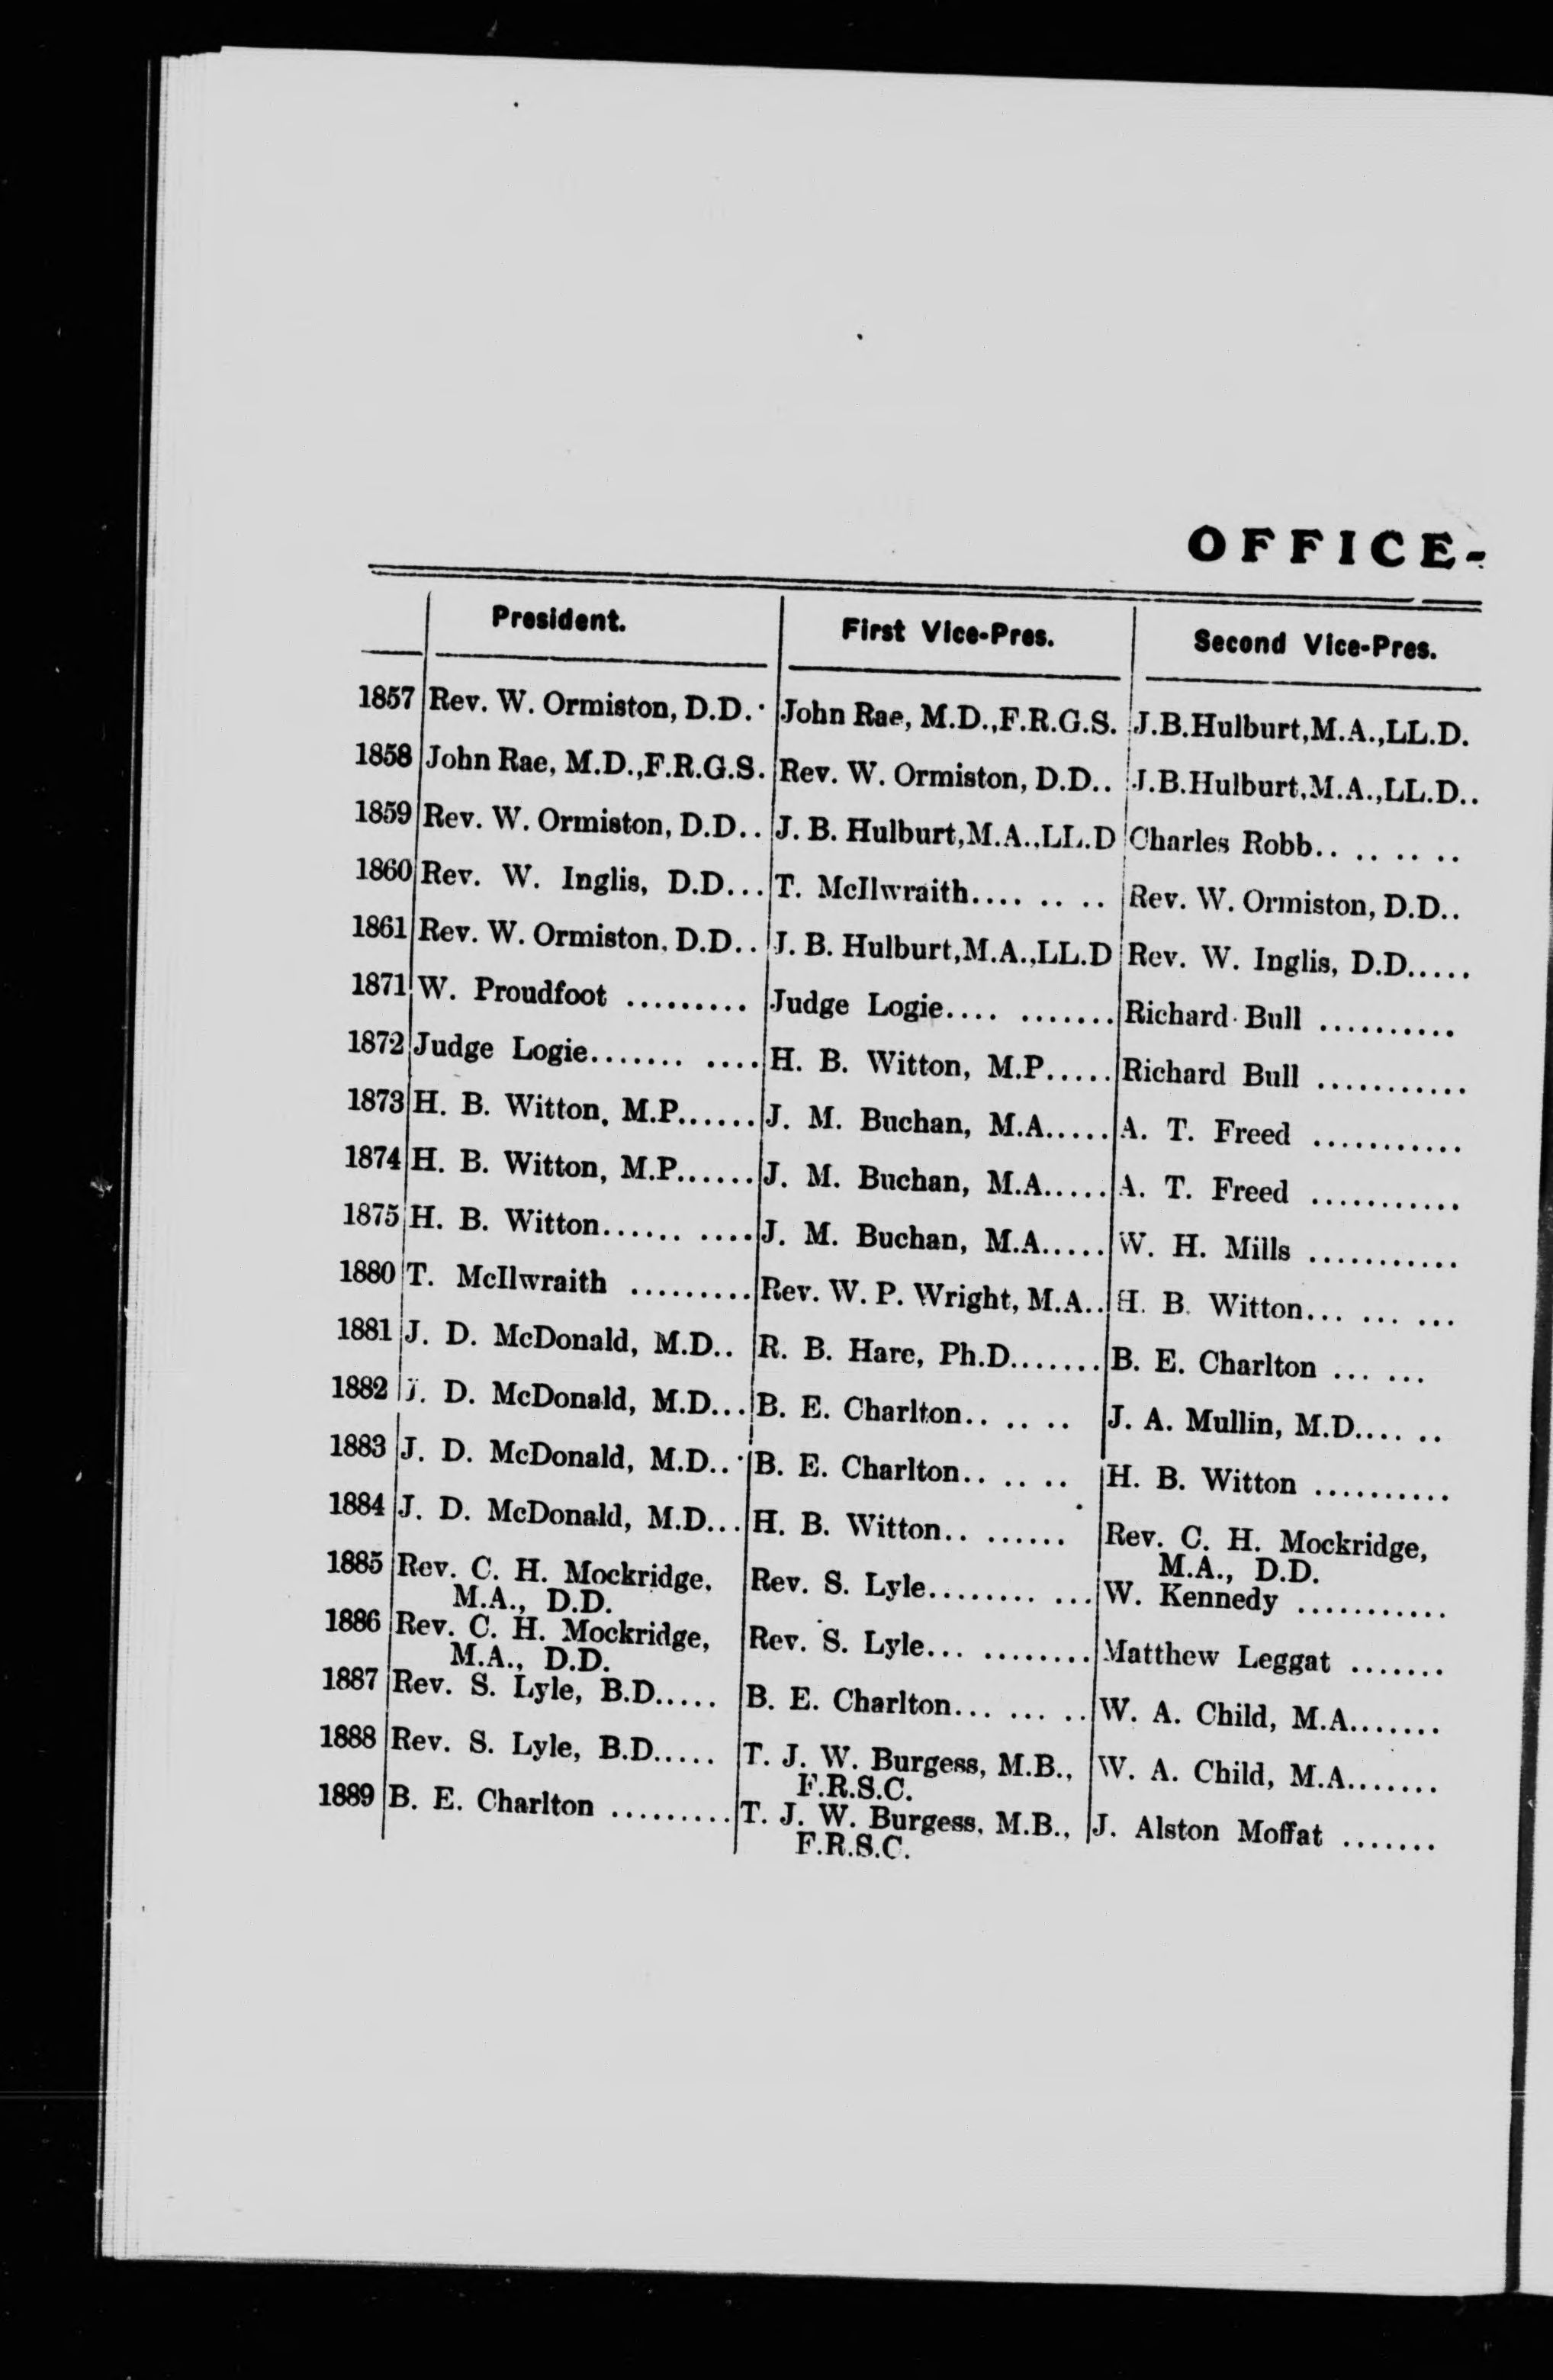 OFFICE-
President. First Vice-Pres. Second Vice-Pres.
1857 Rev. W. Ormiston, D.D. John Rae, M.D.,F.R.G.S. J.B.Hulburt,M.A.,LL.D.
1858 John Rae, M.D.,F.R.G.S. Rev. W. Ormiston, D.D.. J.B.Hulburt,M.A.,LL.D..
1859 Rev. W. Ormiston, D.D.. J. B. Hulburt,M.A.,LL.D Charles Robb.. .. .. ..
1860 Rev. W. Inglis, D.D... T. McIlwraith.... .. .. Rev. W. Ormiston, D.D..
1861 Rev. W. Ormiston, D.D.. J. B. Hulburt,M.A.,LL.D Rev. W. Inglis, D.D.....
1871 W. Proudfoot ......... Judge Logie.... ....... Richard Bull ..........
1872 Judge Logie....... .... H. B. Witton, M.P..... Richard Bull ...........
1873 H. B. Witton, M.P...... J. M. Buchan, M.A..... A. T. Freed ...........
1874 H. B. Witton, M.P...... J. M. Buchan, M.A..... A. T. Freed ...........
1875 H. B. Witton...... .... J. M. Buchan, M.A..... W. H. Mills ...........
1880 T. McIlwraith ......... Rev. W. P. Wright, M.A.. H. B. Witton... ... ...
1881 J. D. McDonald, M.D.. R. B. Hare, Ph.D....... B. E. Charlton ... ...
1882 J. D. McDonald, M.D... B. E. Charlton.. .. .. J. A. Mullin, M.D.... ..
1883 J. D. McDonald, M.D.. B. E. Charlton.. .. .. H. B. Witton ..........
1884 J. D. McDonald, M.D... H. B. Witton.. ...... Rev. C. H. Mockridge,
M.A., D.D.
1885 Rev. C. H. Mockridge, Rev. S. Lyle........ ... W. Kennedy ...........
M.A., D.D.
1886 Rev. C. H. Mockridge, Rev. S. Lyle... ........ Matthew Leggat .......
M.A., D.D.
1887 Rev. S. Lyle, B.D..... B. E. Charlton... ... .. W. A. Child, M.A.......
1888 Rev. S. Lyle, B.D..... T. J. W. Burgess, M.B., W. A. Child, M.A.......
F.R.S.C.
1889 B. E. Charlton ......... T. J. W. Burgess, M.B., J. Alston Moffat .......
F.R.S.C.